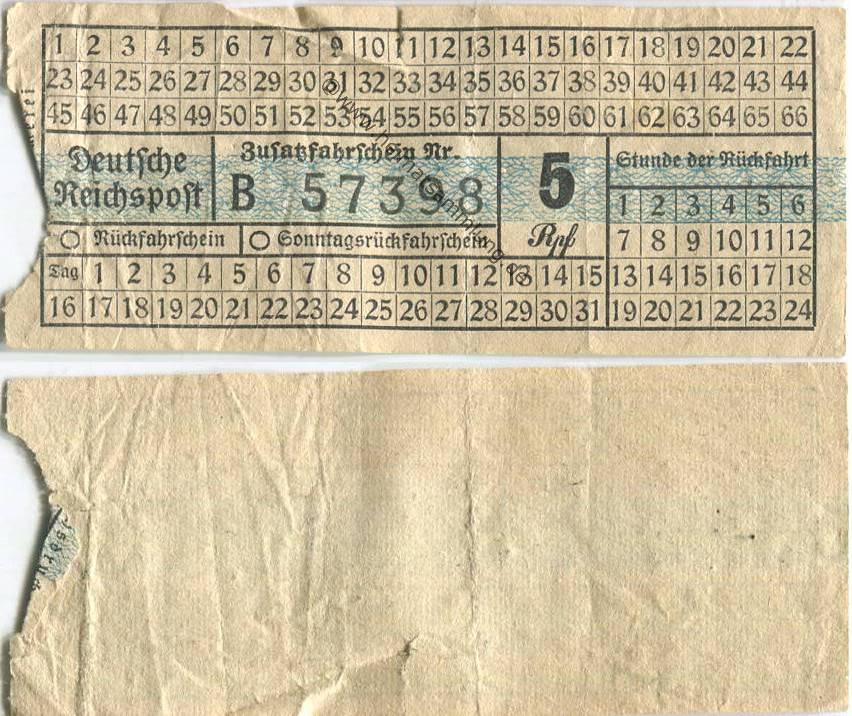 1 2 3 4 5 6 7 8 9 10 11 12 13 14 15 16 17 18 19 20 21 22
23 24 25 26 27 28 29 30 31 32 33 34 35 36 37 38 39 40 41 42 43 44
45 46 47 48 49 50 51 52 53 54 55 56 57 58 59 60 61 62 63 64 65 66
Deutsche
Reichspost
Zusatzfahrschein Nr.
B 57398
5
Rpf
Stunde der Rückfahrt
1 2 3 4 5 6
7 8 9 10 11 12
13 14 15 16 17 18
19 20 21 22 23 24
Rückfahrschein
Sonntagsrückfahrschein
Tag 1 2 3 4 5 6 7 8 9 10 11 12 13 14 15
16 17 18 19 20 21 22 23 24 25 26 27 28 29 30 31